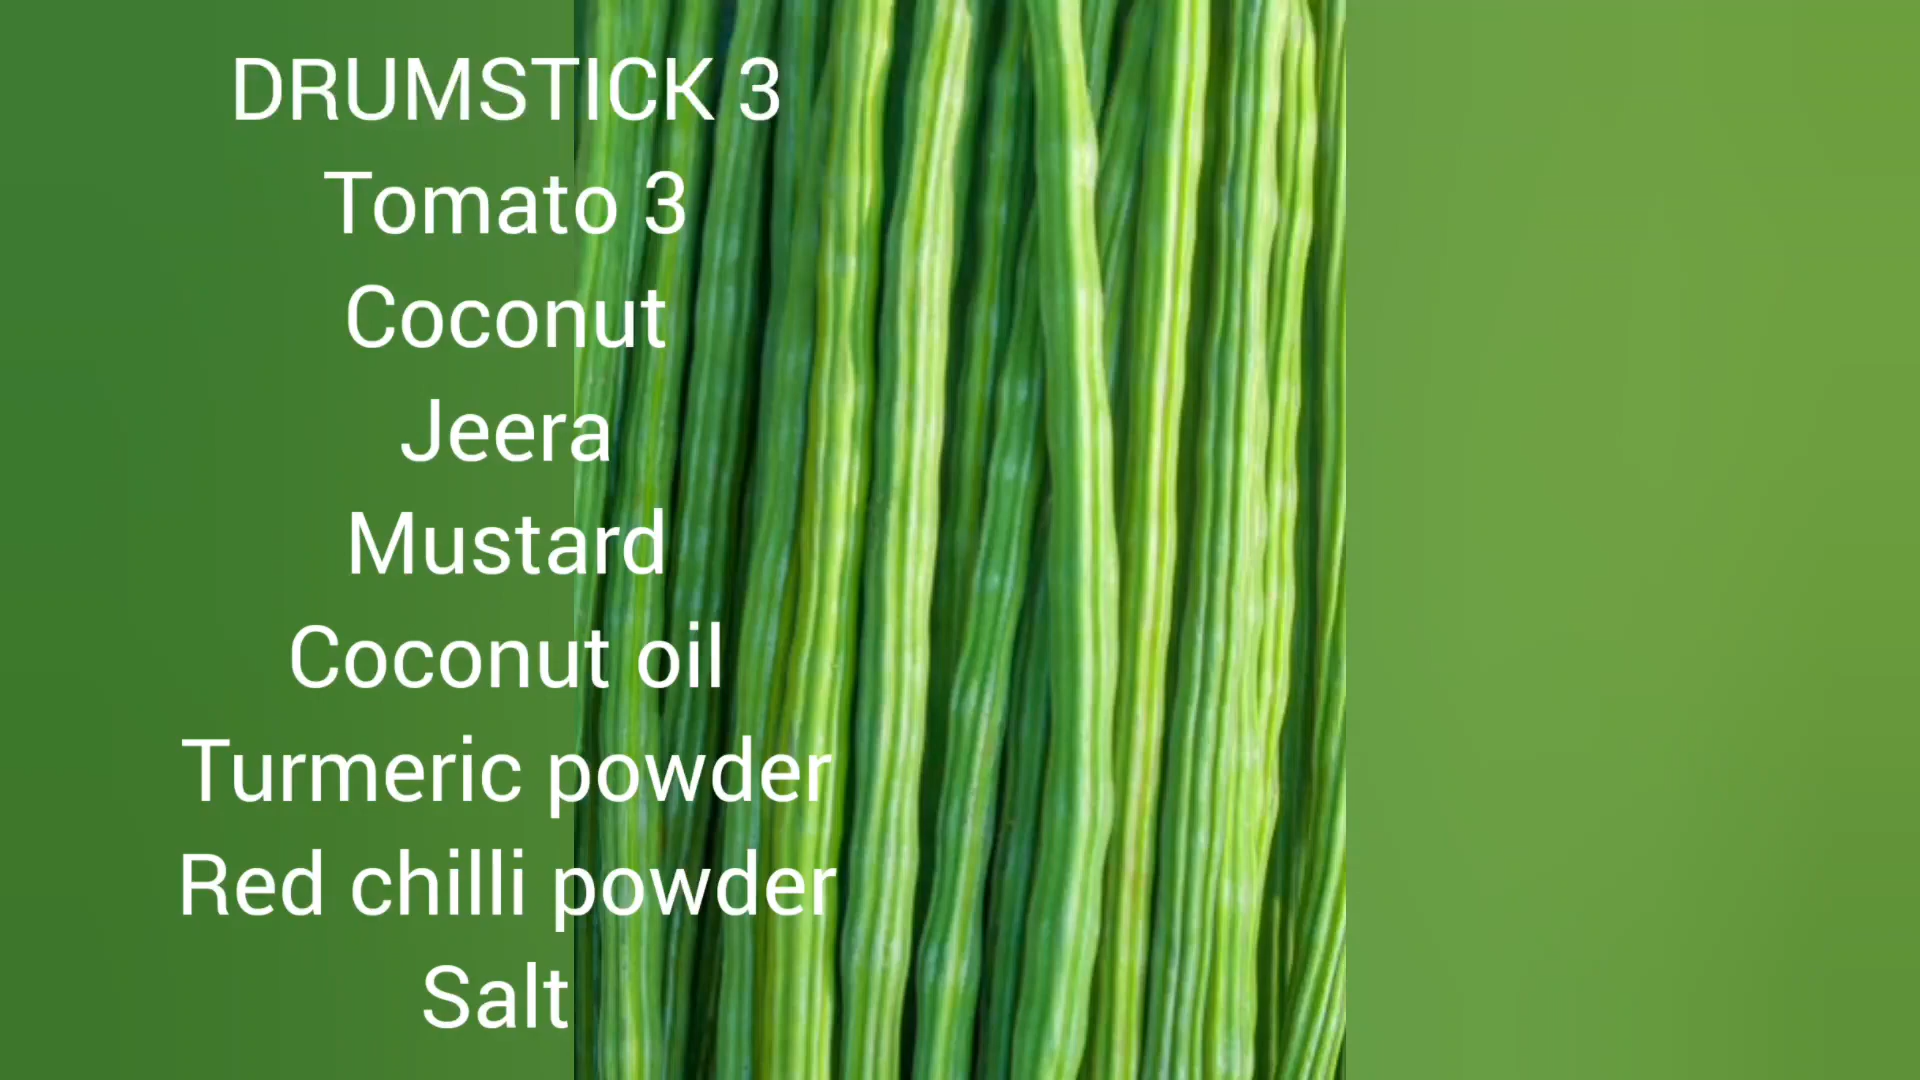 DRUMSTICK 3
Tomato 3
Coconut
Jeera
Mustard
Coconut oil
Turmeric powder
Red chilli powder
Salt